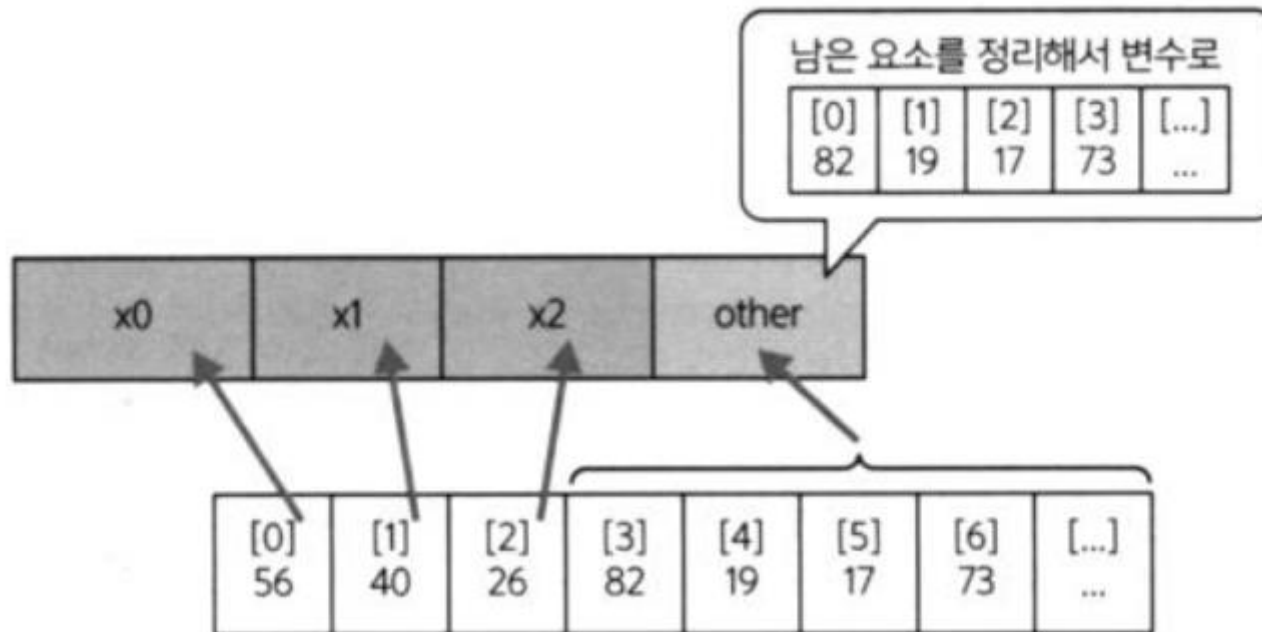 남은 요소를 정리해서 변수로
[0] [1] [2] [3] [...]
82 19 17 73 ...
x0 x1 x2 other
[0] [1] [2] [3] [4] [5] [6] [...]
56 40 26 82 19 17 73 ...